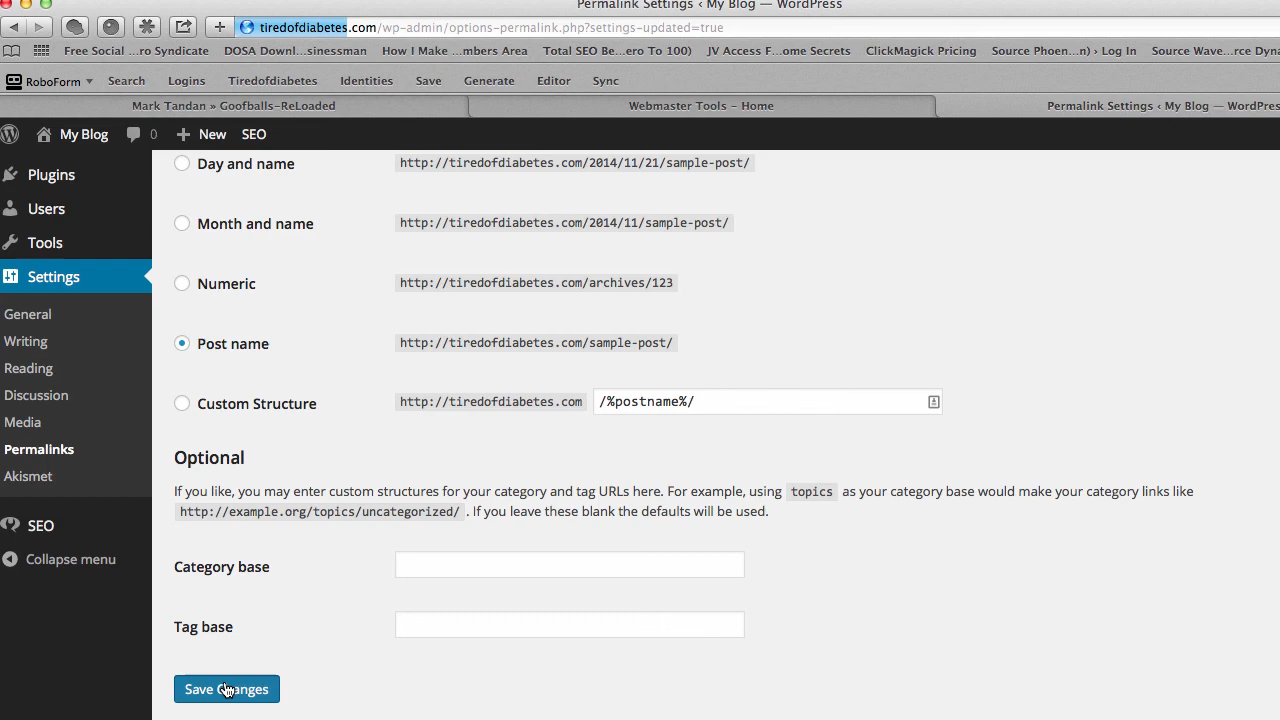 Permalink Settings ‹ My Blog — WordPress
tiredofdiabetes.com/wp-admin/options-permalink.php?settings-updated=true
Free Social ...ro Syndicate DOSA Downl...sinessman How I Make ...mbers Area Total SEO Be...ero To 100) JV Access F...ome Secrets ClickMagick Pricing Source Phoen...n) › Log In Source Wave...rce Dyna
RoboForm Search Logins Tiredofdiabetes Identities Save Generate Editor Sync
Mark Tandan » Goofballs-ReLoaded Webmaster Tools - Home Permalink Settings ‹ My Blog — WordPress
My Blog 0 + New SEO
Plugins
Users
Tools
Settings
General
Writing
Reading
Discussion
Media
Permalinks
Akismet
SEO
Collapse menu
Day and name http://tiredofdiabetes.com/2014/11/21/sample-post/
Month and name http://tiredofdiabetes.com/2014/11/sample-post/
Numeric http://tiredofdiabetes.com/archives/123
Post name http://tiredofdiabetes.com/sample-post/
Custom Structure http://tiredofdiabetes.com /%postname%/
Optional
If you like, you may enter custom structures for your category and tag URLs here. For example, using topics as your category base would make your category links like
http://example.org/topics/uncategorized/ . If you leave these blank the defaults will be used.
Category base
Tag base
Save Changes